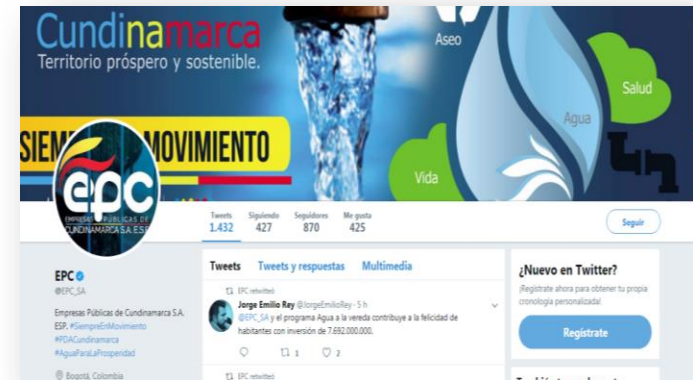 Cundinamarca
Territorio próspero y sostenible.
Aseo
Salud
Agua
Vida
SIEM MOVIMIENTO
epc
EMPRESAS PÚBLICAS DE
CUNDINAMARCA S.A. E.S.P.
Tweets Siguiendo Seguidores Me gusta
1.432 427 870 425
Seguir
EPC
@EPC_SA
Empresas Públicas de Cundinamarca S.A.
ESP. #SiempreEnMovimiento
#PDACundinamarca
#AguaParaLaProsperidad
Bogotá, Colombia
Tweets Tweets y respuestas Multimedia
EPC retwitteó
Jorge Emilio Rey @JorgeEmilioRey · 5 h
@EPC_SA y el programa Agua a la vereda contribuye a la felicidad de
habitantes con inversión de 7.692.000.000.
1 2
EPC retwitteó
¿Nuevo en Twitter?
¡Regístrate ahora para obtener tu propia
cronología personalizada!
Regístrate